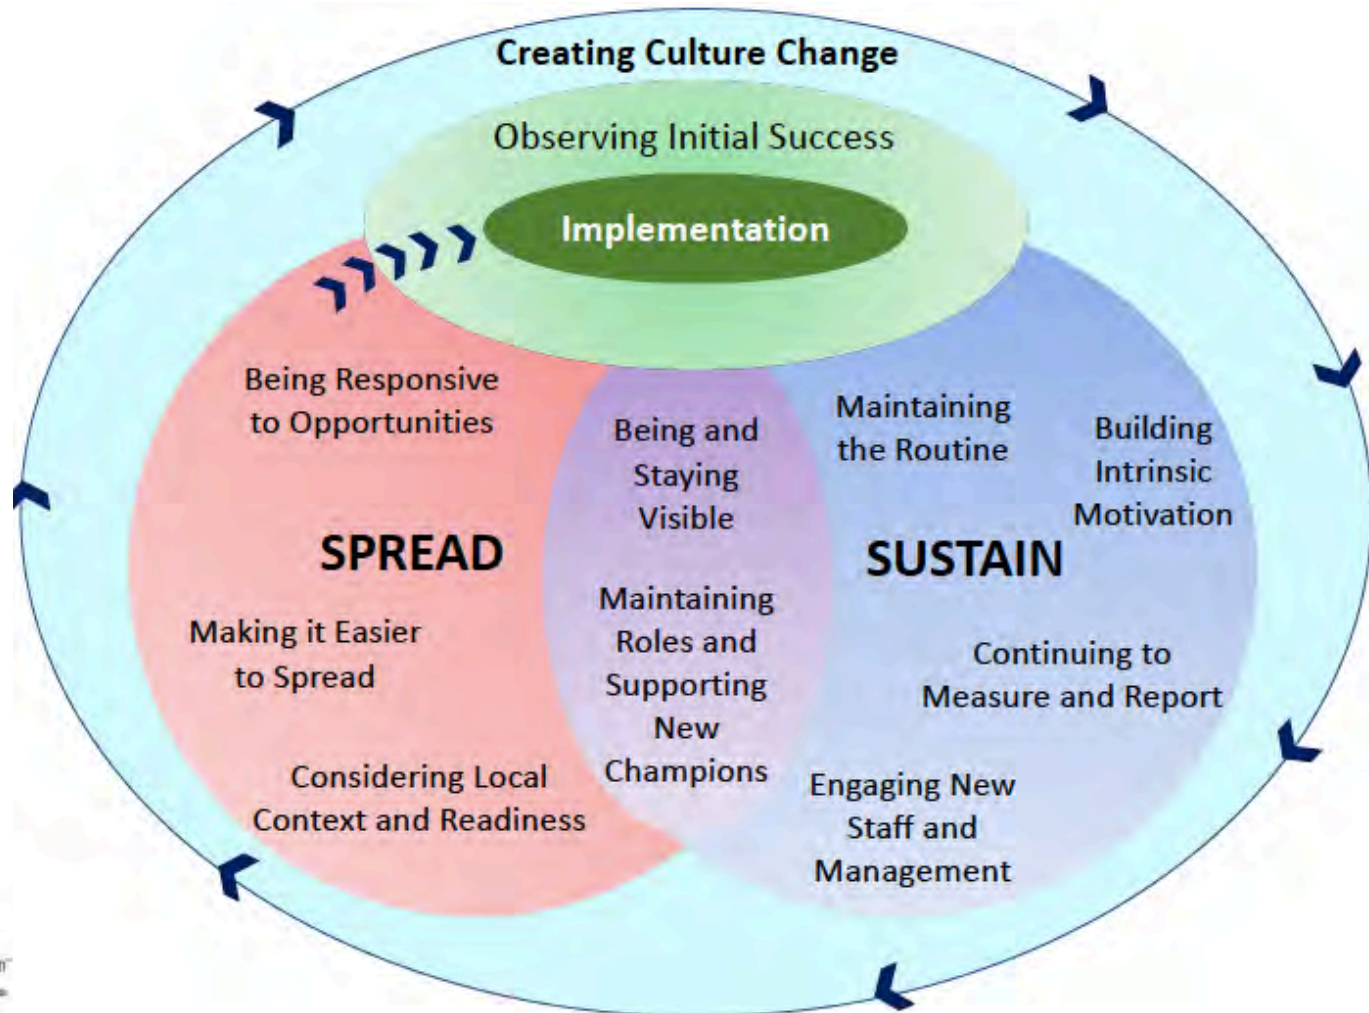 Creating Culture Change
Observing Initial Success
Implementation
Being Responsive
to Opportunities
SPREAD
Making it Easier
to Spread
Considering Local
Context and Readiness
Being and
Staying
Visible
Maintaining
Roles and
Supporting
New
Champions
Maintaining
the Routine
Building
Intrinsic
Motivation
SUSTAIN
Continuing to
Measure and Report
Engaging New
Staff and
Management